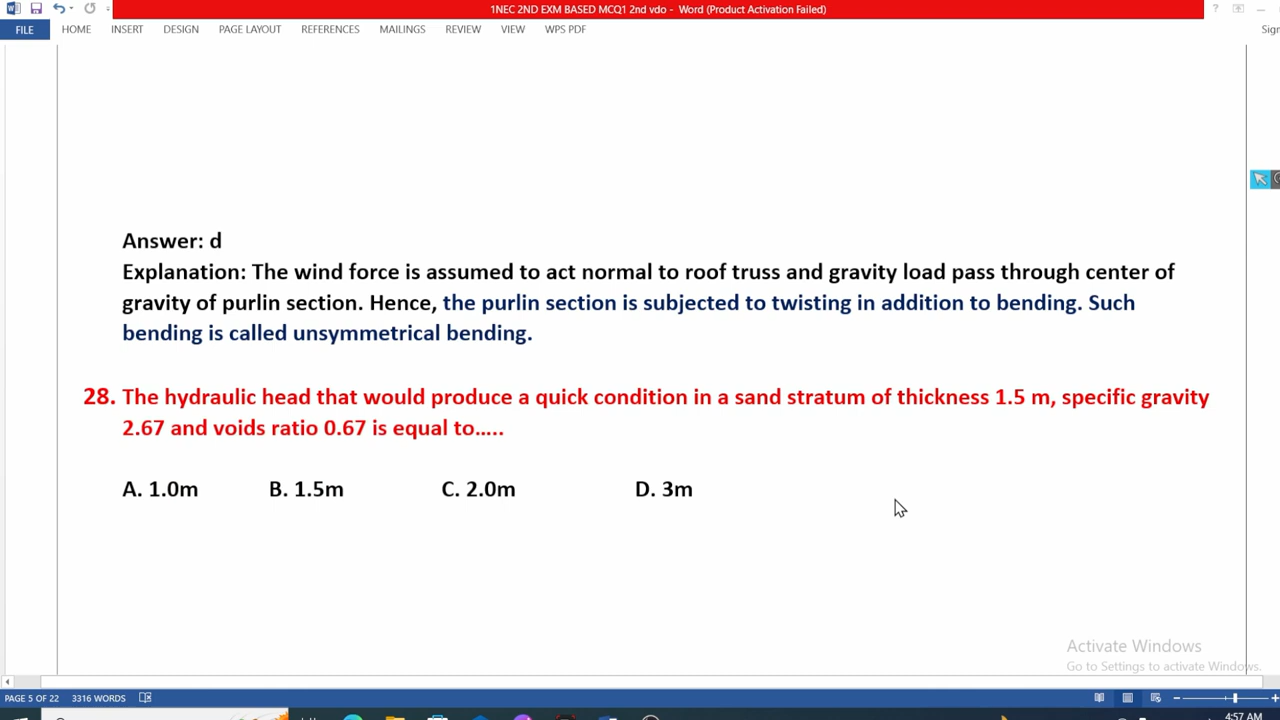 1NEC 2ND EXM BASED MCQ1 2nd vdo - Word (Product Activation Failed)
FILE HOME INSERT DESIGN PAGE LAYOUT REFERENCES MAILINGS REVIEW VIEW WPS PDF Sign
Answer: d
Explanation: The wind force is assumed to act normal to roof truss and gravity load pass through center of
gravity of purlin section. Hence, the purlin section is subjected to twisting in addition to bending. Such
bending is called unsymmetrical bending.
28. The hydraulic head that would produce a quick condition in a sand stratum of thickness 1.5 m, specific gravity
2.67 and voids ratio 0.67 is equal to.....
A. 1.0m B. 1.5m C. 2.0m D. 3m
Activate Windows
Go to Settings to activate Windows.
PAGE 5 OF 22 3316 WORDS
4:57 AM